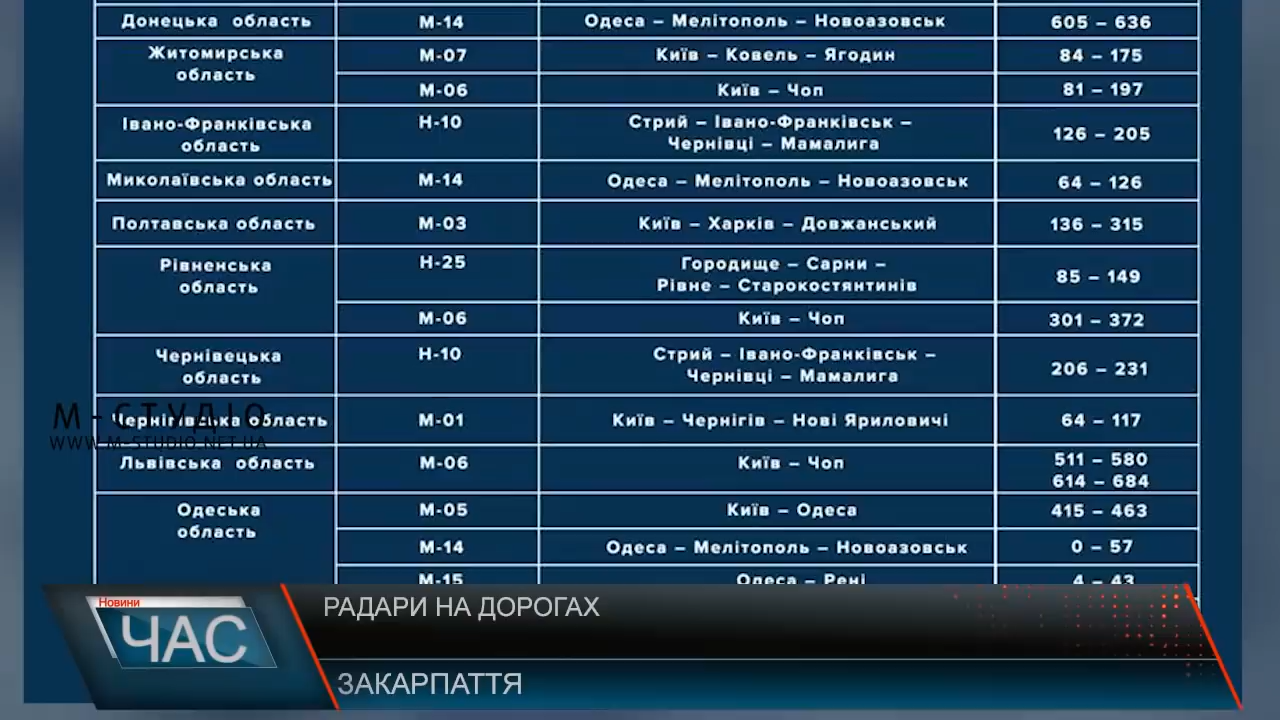 Донецька область М-14 Одеса – Мелітополь – Новоазовськ 605 – 636
Житомирська
область
М-07 Київ – Ковель – Ягодин 84 – 175
М-06 Київ – Чоп 81 – 197
Івано-Франківська
область
Н-10
Стрий – Івано-Франківськ –
Чернівці – Мамалига
126 – 205
Миколаївська область М-14 Одеса – Мелітополь – Новоазовськ 64 – 126
Полтавська область М-03 Київ – Харків – Довжанський 136 – 315
Рівненська
область
Н-25
Городище – Сарни –
Рівне – Старокостянтинів
85 – 149
М-06 Київ – Чоп 301 – 372
Чернівецька
область
Н-10
Стрий – Івано-Франківськ –
Чернівці – Мамалига
206 – 231
М-СТУДІО
Чернігівська область М-01 Київ – Чернігів – Нові Яриловичі 64 – 117
WWW.M-STUDIO.NET.UA
Львівська область М-06 Київ – Чоп
511 – 580
614 – 684
Одеська
область
М-05 Київ – Одеса 415 – 463
М-14 Одеса – Мелітополь – Новоазовськ 0 – 57
М-15 Одеса – Рені 4 – 43
Новини
ЧАС
РАДАРИ НА ДОРОГАХ
ЗАКАРПАТТЯ